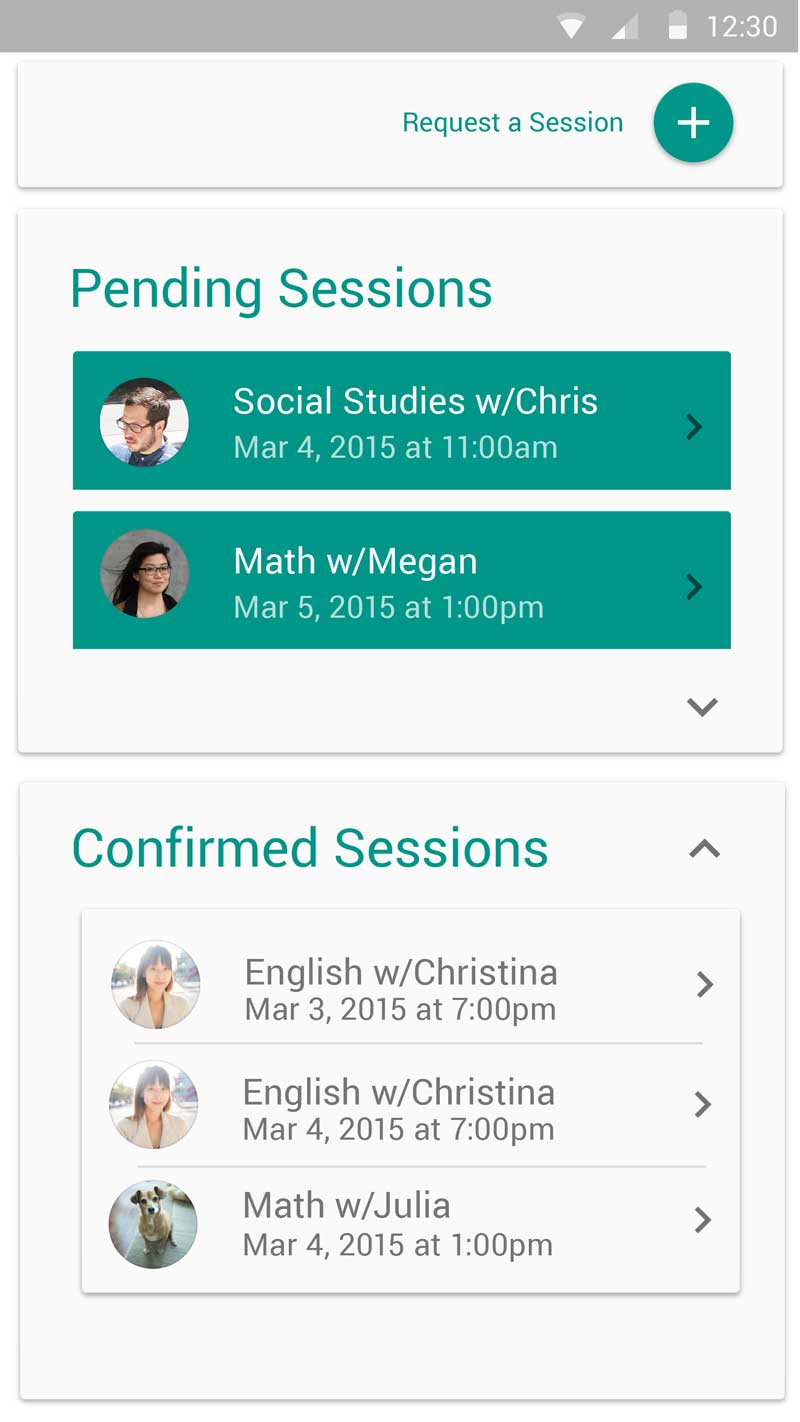 12:30
Request a Session
Pending Sessions
Social Studies w/Chris
Mar 4, 2015 at 11:00am
Math w/Megan
Mar 5, 2015 at 1:00pm
Confirmed Sessions
English w/Christina
Mar 3, 2015 at 7:00pm
English w/Christina
Mar 4, 2015 at 7:00pm
Math w/Julia
Mar 4, 2015 at 1:00pm